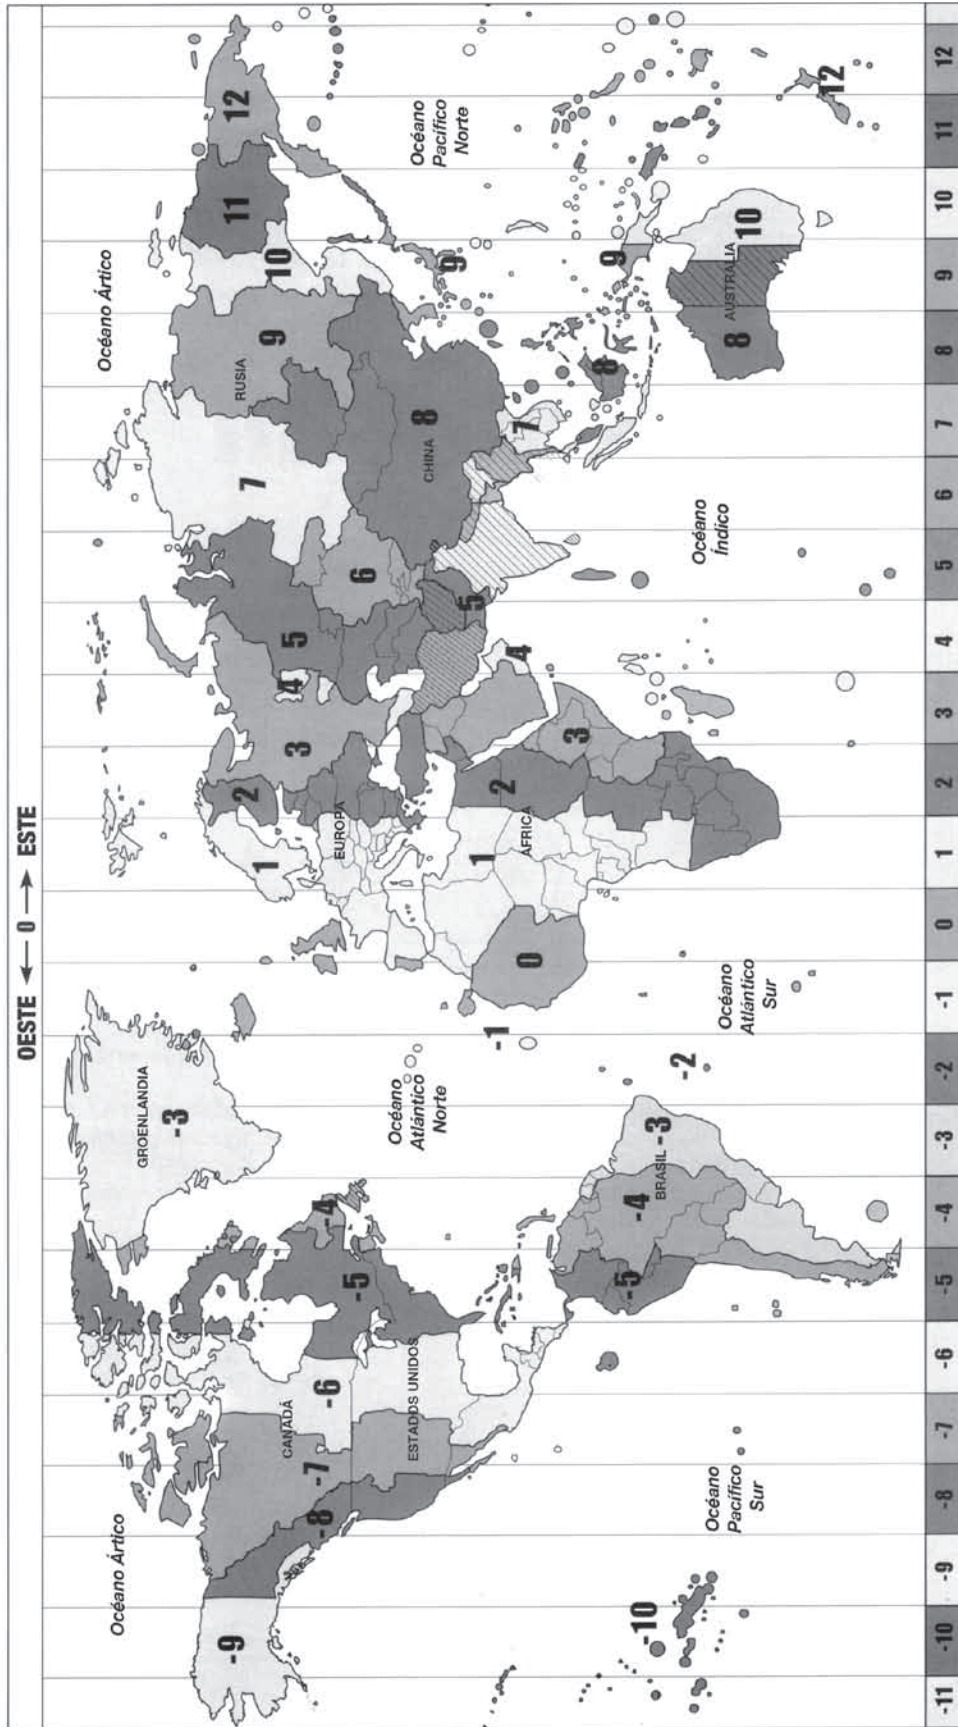 OESTE ← 0 → ESTE
Océano Ártico
Océano Ártico
GROENLANDIA
-3
-9
-8
-7
CANADÁ
-6
-5
-4
ESTADOS UNIDOS
Océano
Atlántico
Norte
-1
-2
-10
Océano
Pacífico
Sur
-5
-4
BRASIL
-3
Océano
Atlántico
Sur
0
1
EUROPA
2
3
4
5
6
7
RUSIA
9
10
11
12
1
ÁFRICA
2
3
4
5
CHINA
8
7
8
9
9
Océano
Pacífico
Norte
Océano
Índico
8
AUSTRALIA
10
12
-11 -10 -9 -8 -7 -6 -5 -4 -3 -2 -1 0 1 2 3 4 5 6 7 8 9 10 11 12